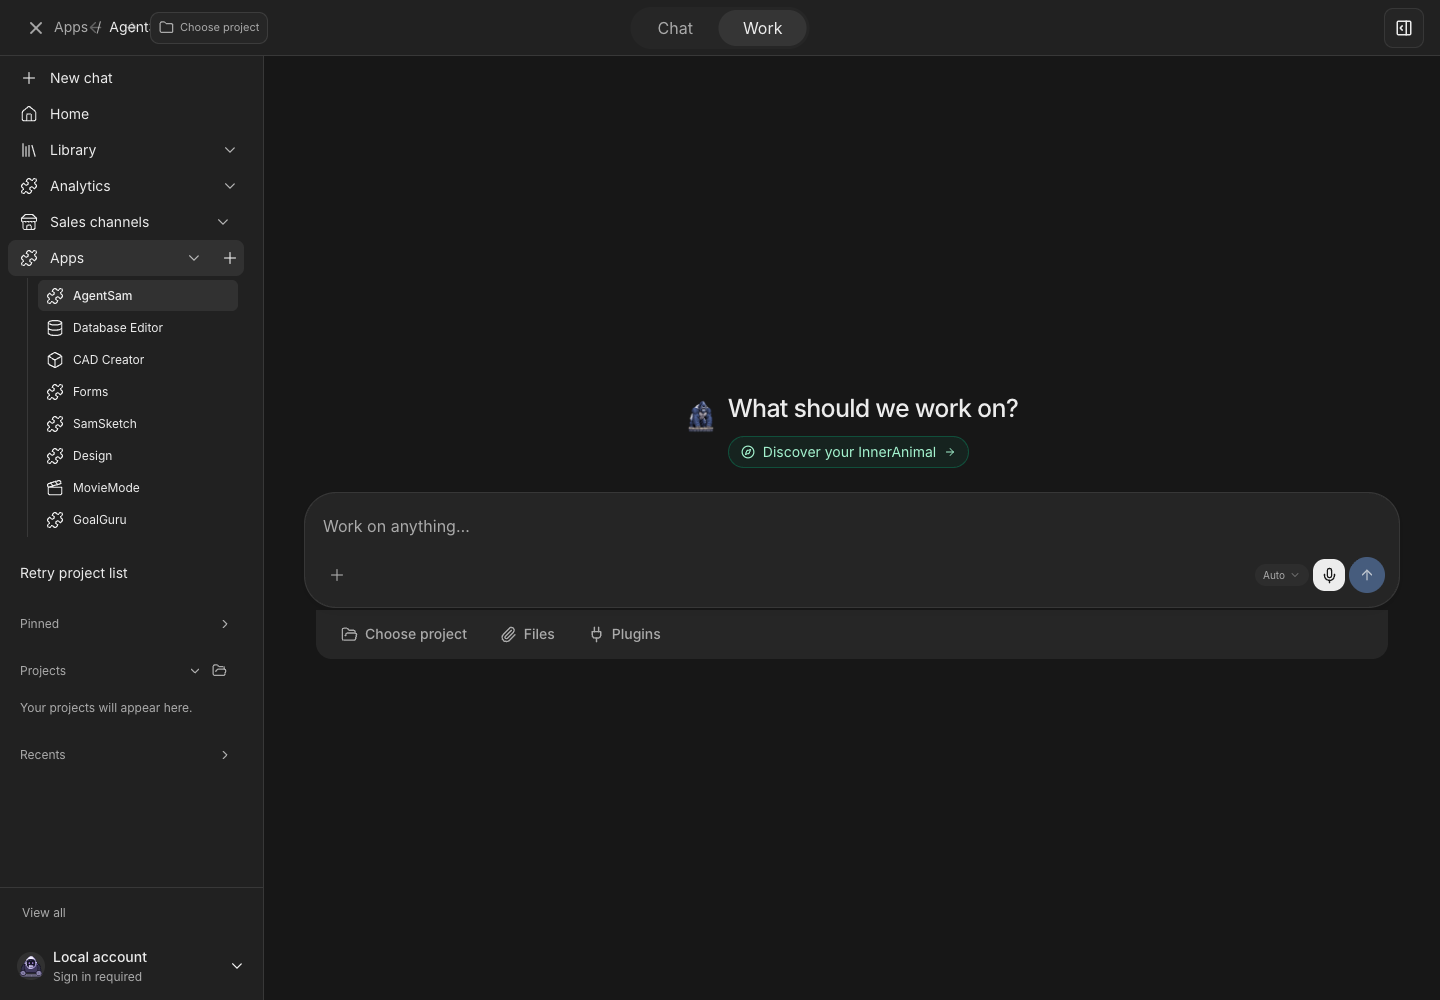 Apps / Agent
Choose project
Chat
Work
New chat
Home
Library
Analytics
Sales channels
Apps
AgentSam
Database Editor
CAD Creator
Forms
SamSketch
Design
MovieMode
GoalGuru
Retry project list
Pinned
Projects
Your projects will appear here.
Recents
View all
Local account
Sign in required
What should we work on?
Discover your InnerAnimal
Work on anything...
Auto
Choose project
Files
Plugins